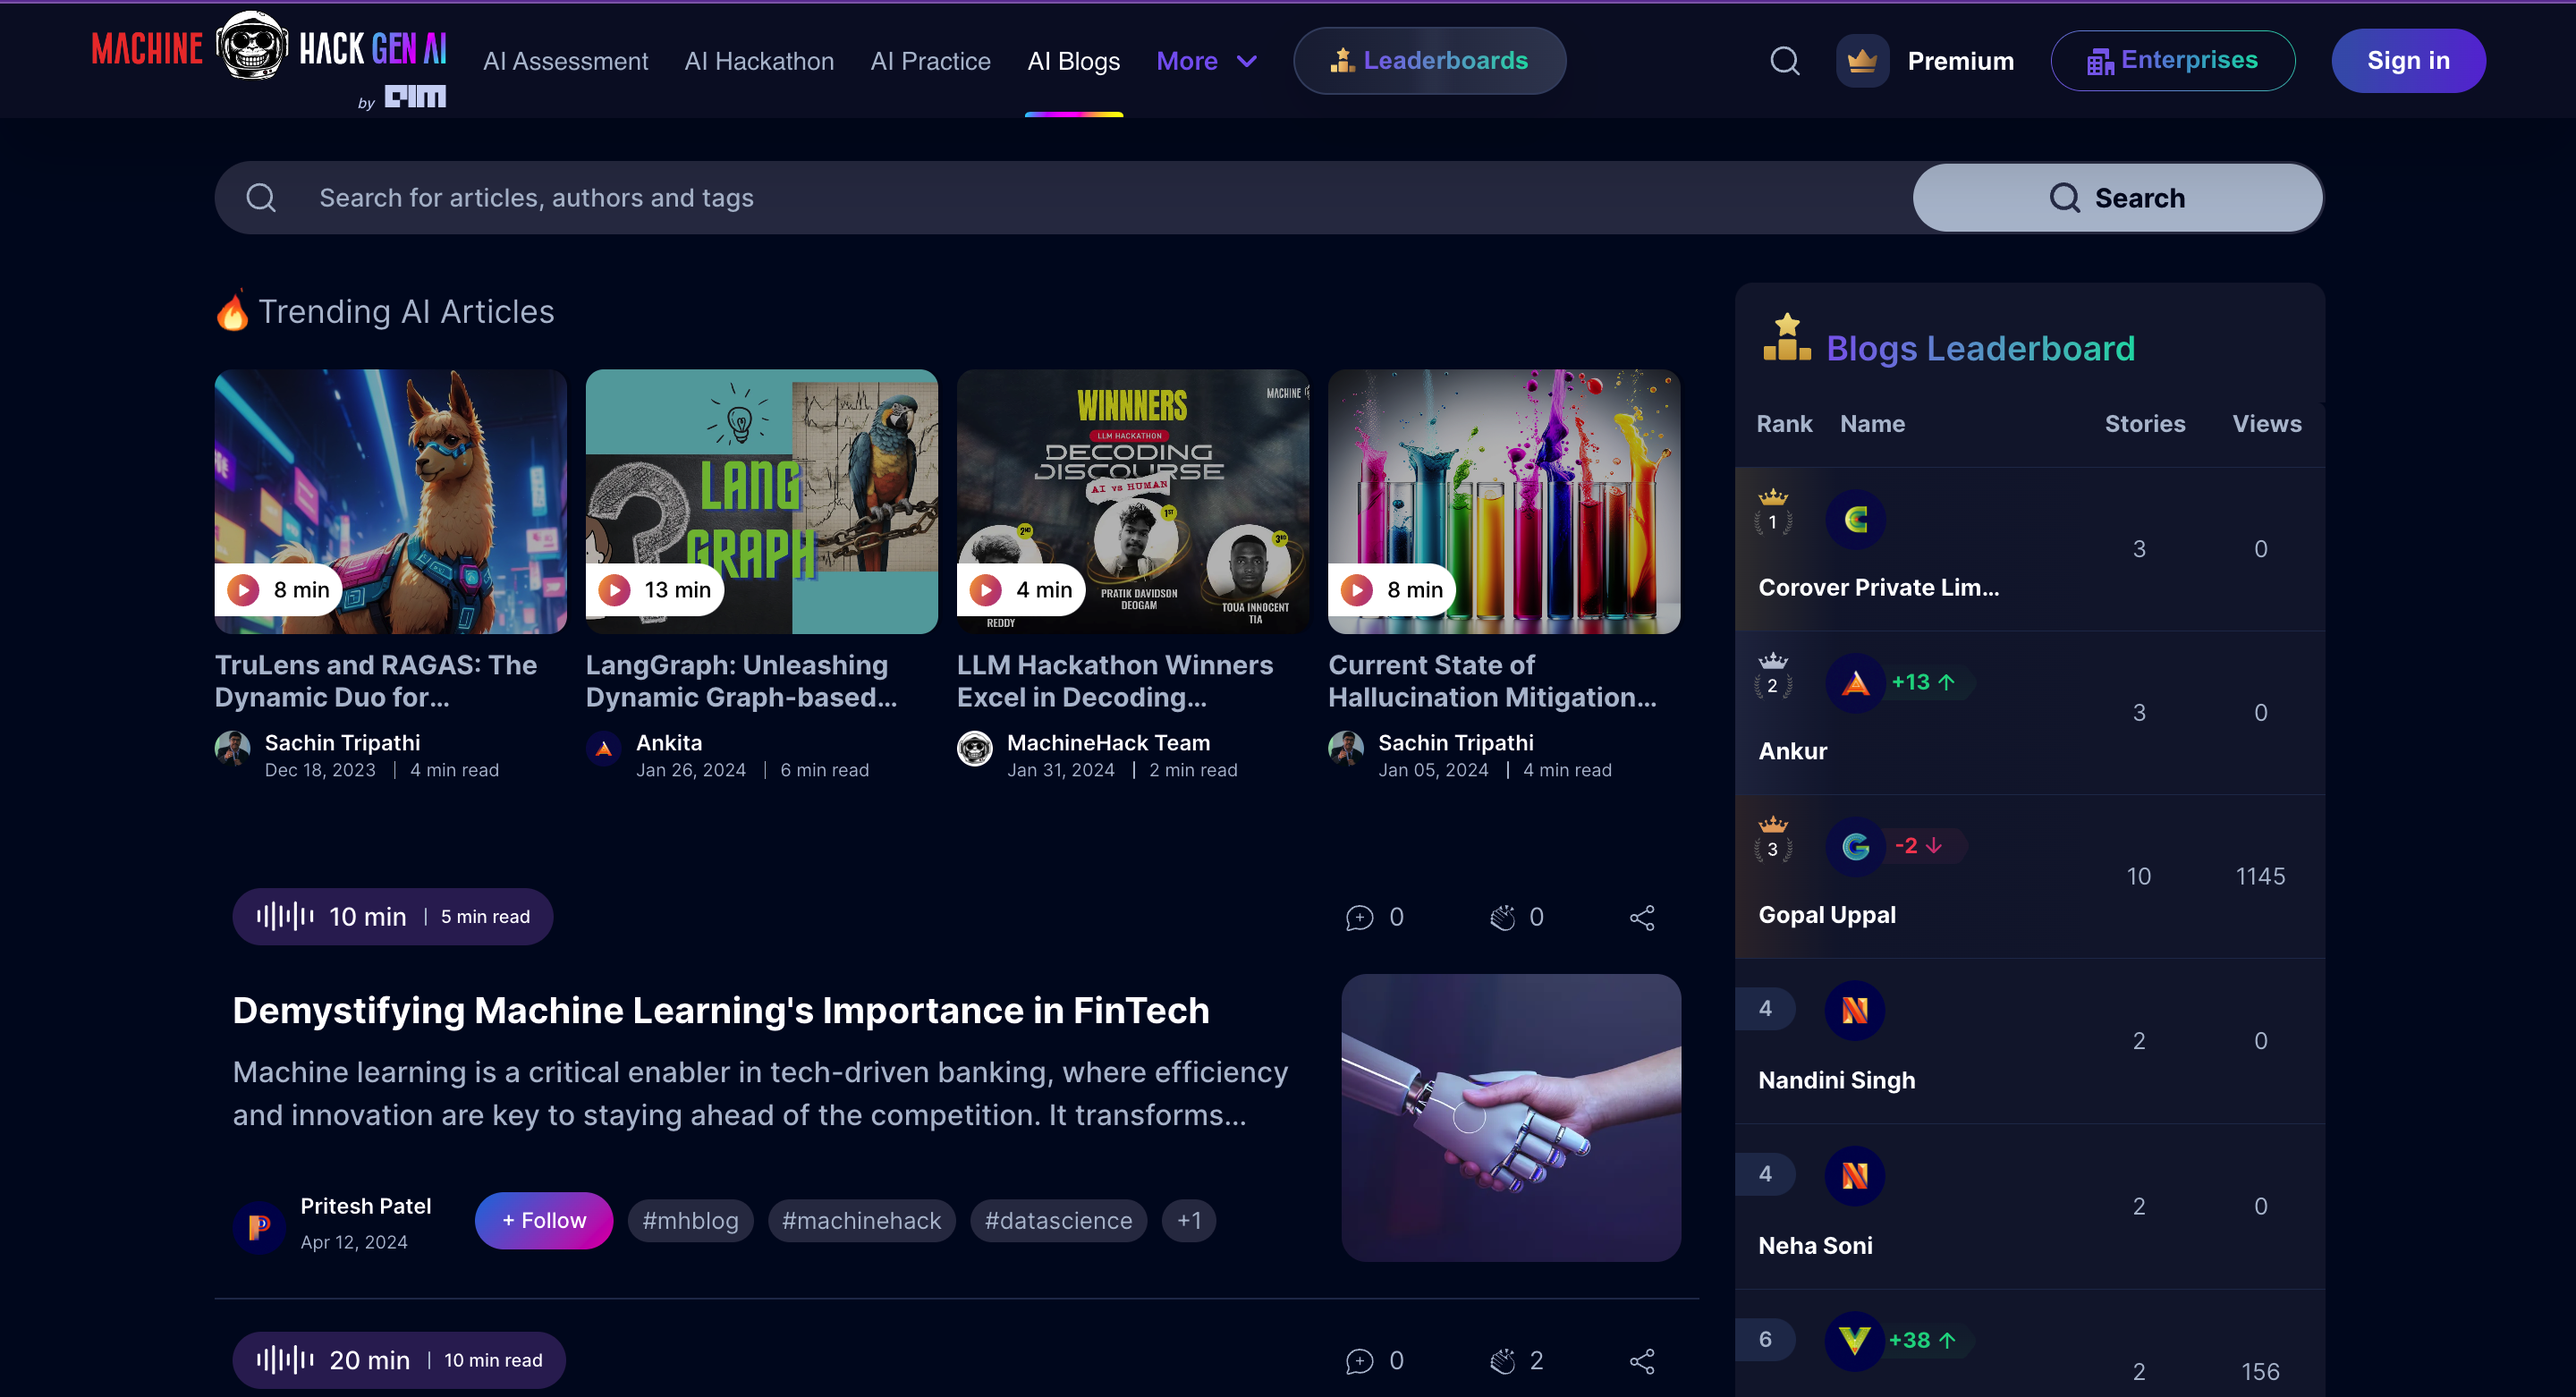 MACHINE HACK GEN AI
by AIM
AI Assessment
AI Hackathon
AI Practice
AI Blogs
More
Leaderboards
Premium
Enterprises
Sign in
Search for articles, authors and tags
Search
Trending AI Articles
8 min
TruLens and RAGAS: The
Dynamic Duo for...
Sachin Tripathi
Dec 18, 2023 | 4 min read
LANG
GRAPH
13 min
LangGraph: Unleashing
Dynamic Graph-based...
Ankita
Jan 26, 2024 | 6 min read
MACHINE
WINNNERS
LLM HACKATHON
DECODING
DISCOURSE
AI vs HUMAN
2ND
1ST
3RD
PRATIK DAVIDSON
DEOGAM
TOUA INNOCENT
TIA
REDDY
4 min
LLM Hackathon Winners
Excel in Decoding...
MachineHack Team
Jan 31, 2024 | 2 min read
8 min
Current State of
Hallucination Mitigation...
Sachin Tripathi
Jan 05, 2024 | 4 min read
10 min | 5 min read
0
0
Demystifying Machine Learning's Importance in FinTech
Machine learning is a critical enabler in tech-driven banking, where efficiency
and innovation are key to staying ahead of the competition. It transforms...
Pritesh Patel
Apr 12, 2024
+ Follow
#mhblog
#machinehack
#datascience
+1
20 min | 10 min read
0
2
Blogs Leaderboard
Rank Name Stories Views
1
Corover Private Lim...
3
0
2
+13
Ankur
3
0
3
-2
Gopal Uppal
10
1145
4
Nandini Singh
2
0
4
Neha Soni
2
0
6
+38
2
156